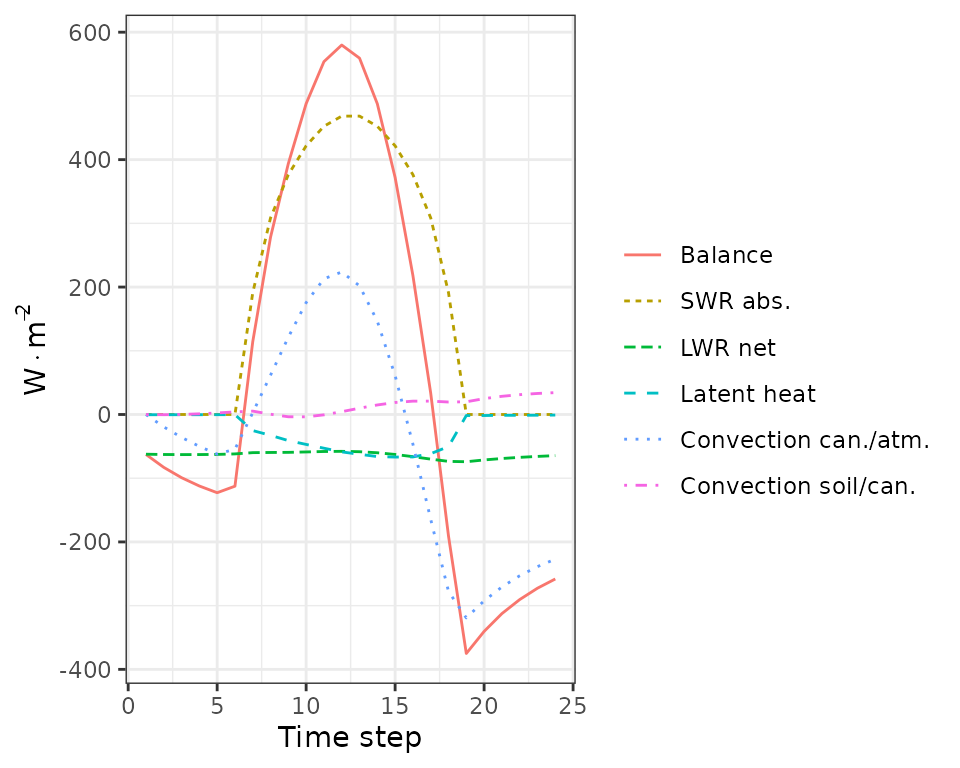 600
400
200
0
-200
-400
W · m⁻²
0 5 10 15 20 25
Time step
Balance
SWR abs.
LWR net
Latent heat
Convection can./atm.
Convection soil/can.